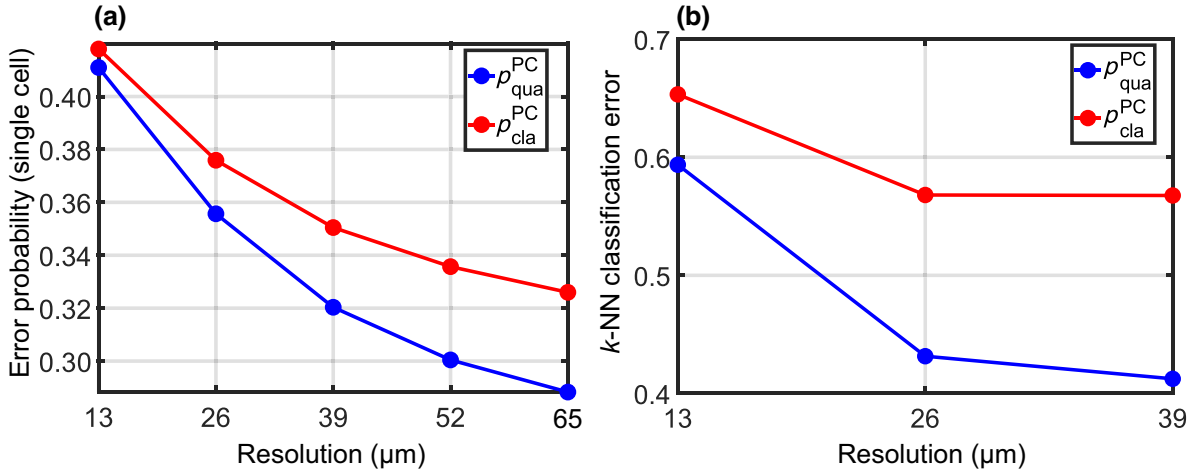 (a)
Error probability (single cell)
0.40
0.38
0.36
0.34
0.32
0.30
13 26 39 52 65
Resolution (µm)
p^PC_qua
p^PC_cla
(b)
k-NN classification error
0.7
0.6
0.5
0.4
13 26 39
Resolution (µm)
p^PC_qua
p^PC_cla